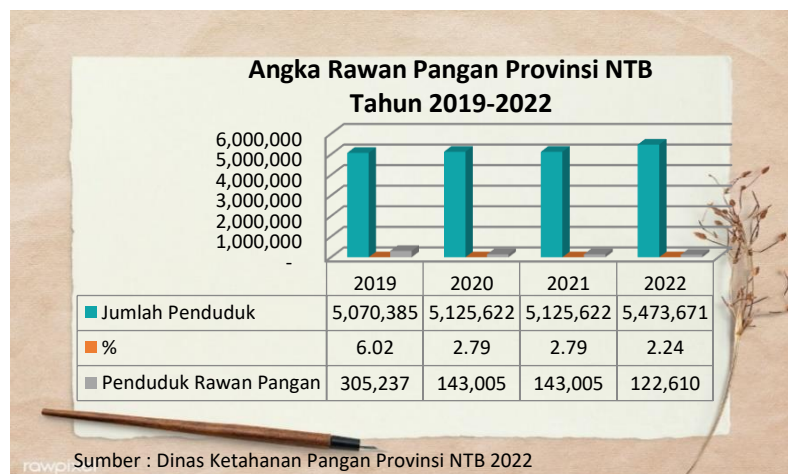 Angka Rawan Pangan Provinsi NTB
Tahun 2019-2022
6,000,000
5,000,000
4,000,000
3,000,000
2,000,000
1,000,000
-
2019 2020 2021 2022
Jumlah Penduduk 5,070,385 5,125,622 5,125,622 5,473,671
% 6.02 2.79 2.79 2.24
Penduduk Rawan Pangan 305,237 143,005 143,005 122,610
Sumber : Dinas Ketahanan Pangan Provinsi NTB 2022